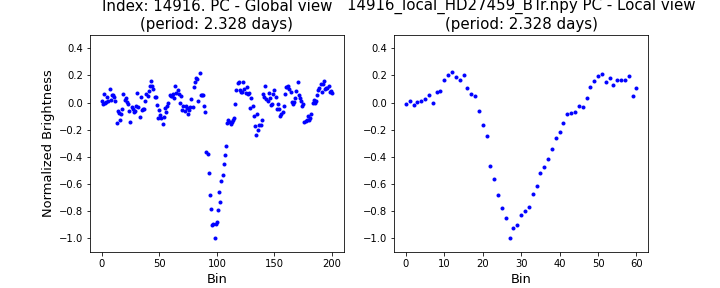 Index: 14916. PC - Global view
(period: 2.328 days)
14916_local_HD27459_BTr.npy PC - Local view
(period: 2.328 days)
Normalized Brightness
0.4
0.2
0.0
−0.2
−0.4
−0.6
−0.8
−1.0
0 50 100 150 200
Bin
0.4
0.2
0.0
−0.2
−0.4
−0.6
−0.8
−1.0
0 10 20 30 40 50 60
Bin